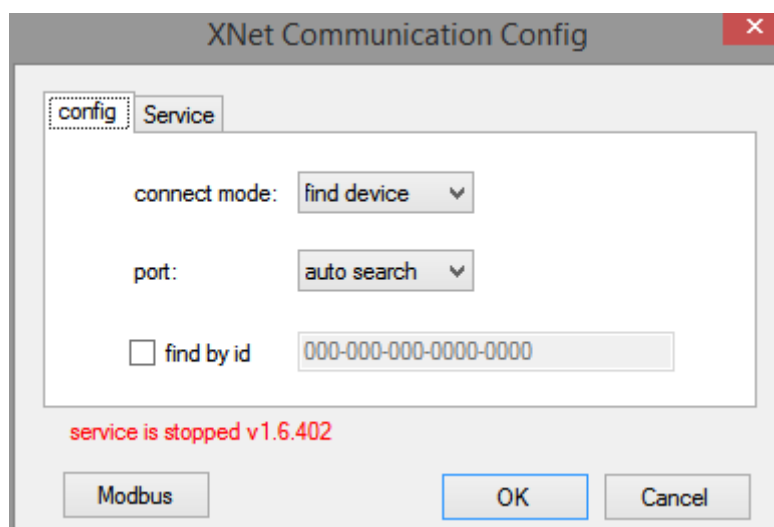 XNet Communication Config
config Service
connect mode: find device
port: auto search
find by id 000-000-000-0000-0000
service is stopped v1.6.402
Modbus OK Cancel